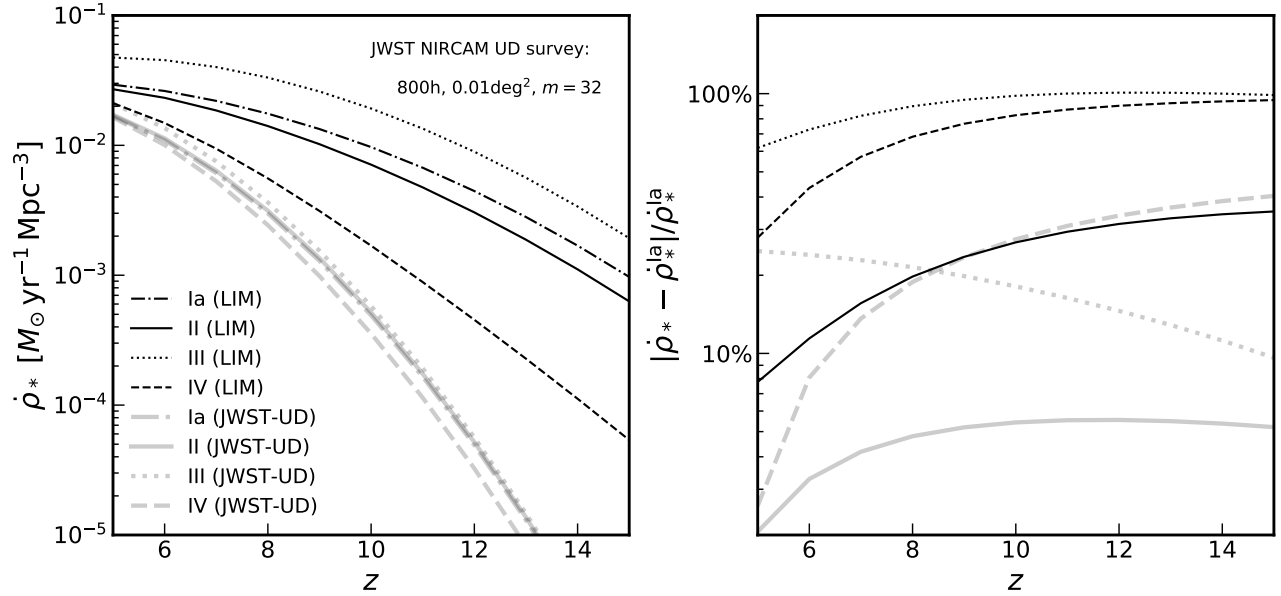 10⁻¹
10⁻²
10⁻³
10⁻⁴
10⁻⁵
ρ̇* [M⊙ yr⁻¹ Mpc⁻³]
JWST NIRCAM UD survey:
800h, 0.01deg², m = 32
Ia (LIM)
II (LIM)
III (LIM)
IV (LIM)
Ia (JWST-UD)
II (JWST-UD)
III (JWST-UD)
IV (JWST-UD)
6 8 10 12 14
z
100%
10%
|ρ̇* − ρ̇*ᴵᵃ|/ρ̇*ᴵᵃ
6 8 10 12 14
z